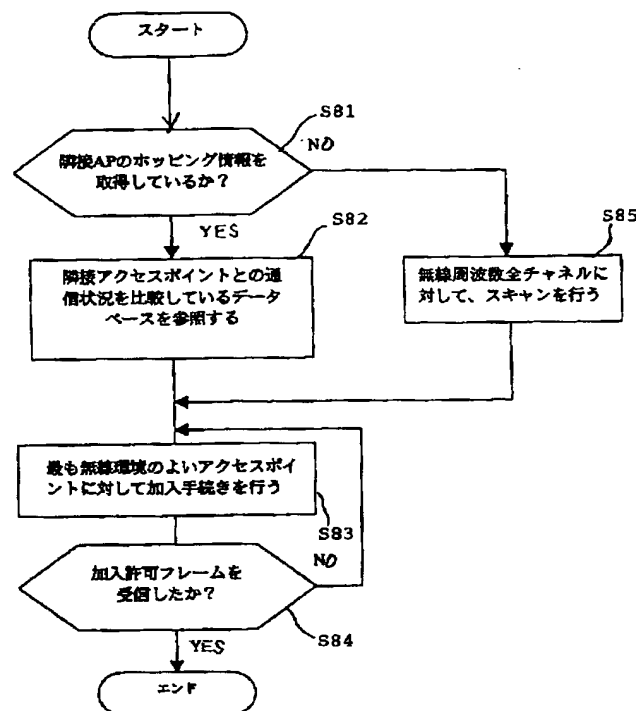 スタート
S81
隣接APのホッピング情報を
取得しているか?
NO
YES
S82
隣接アクセスポイントとの通
信状況を比較しているデータ
ベースを参照する
S85
無線周波数全チャネルに
対して、スキャンを行う
最も無線環境のよいアクセスポイ
ントに対して加入手続きを行う
S83
加入許可フレームを
受信したか?
NO
S84
YES
エンド